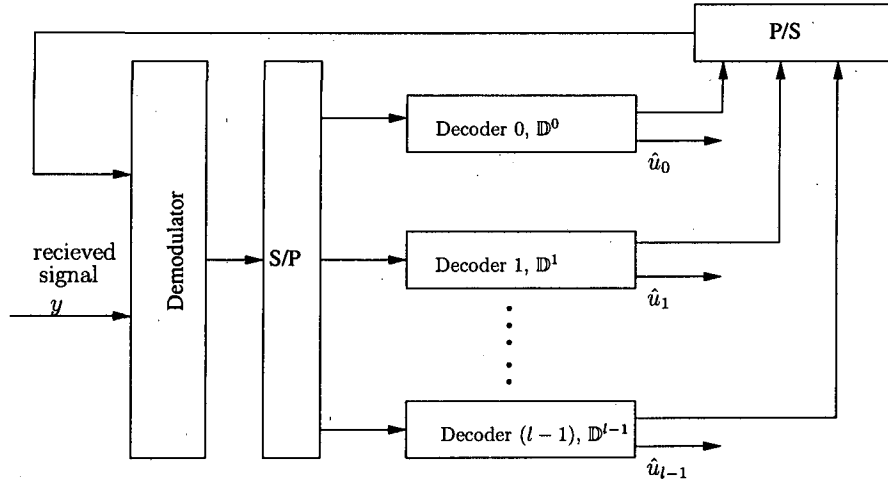 P/S
Decoder 0, 𝔻⁰
û₀
Demodulator
recieved
signal
y
S/P
Decoder 1, 𝔻¹
û₁
Decoder (l − 1), 𝔻ˡ⁻¹
ûₗ₋₁